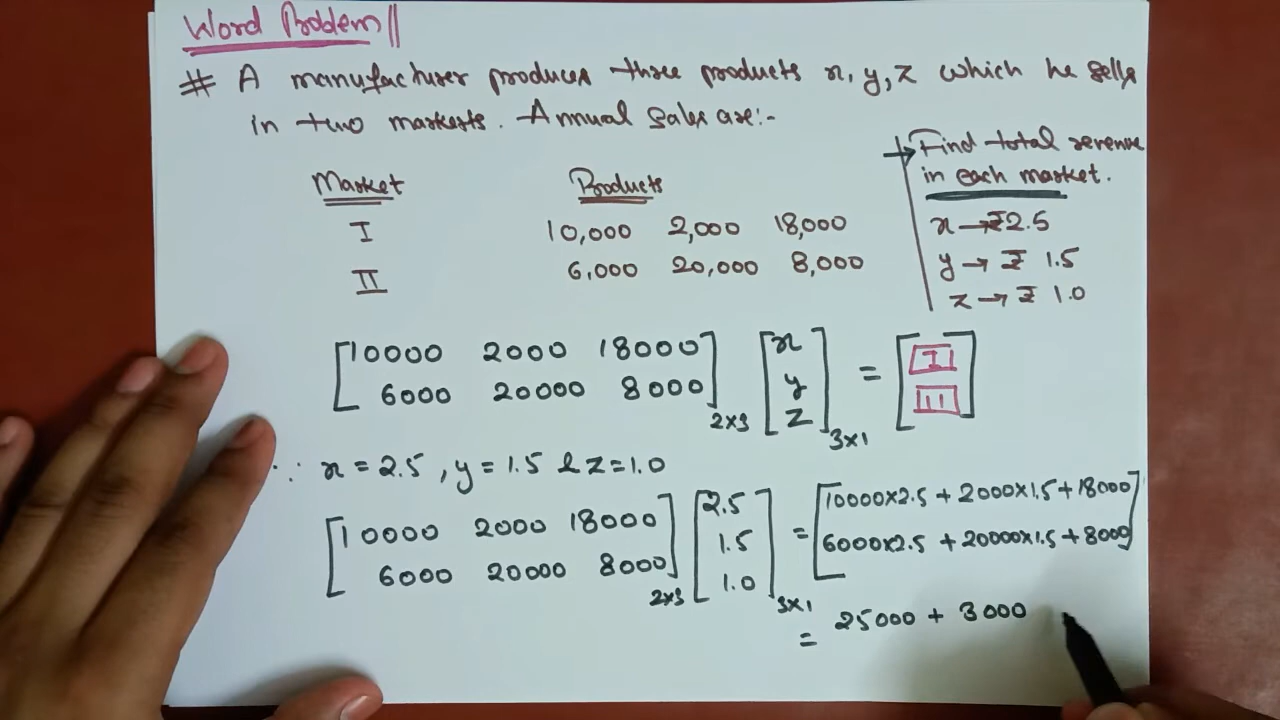 Word Problem
# A manufacturer produces three products x, y, z which he sells
in two markets. Annual Sales are:-
→ Find total revenue
in each market.
Market Products
I 10,000 2,000 18,000
II 6,000 20,000 8,000
x → ₹2.5
y → ₹ 1.5
z → ₹ 1.0
[10000 2000 18000
6000 20000 8000] 2×3 [x
y
z] 3×1 = [I
II]
∴ x = 2.5, y = 1.5 & z = 1.0
[10000 2000 18000
6000 20000 8000] 2×3 [2.5
1.5
1.0] 3×1 = [10000×2.5 + 2000×1.5 + 18000
6000×2.5 + 20000×1.5 + 8000]
= 25000 + 3000